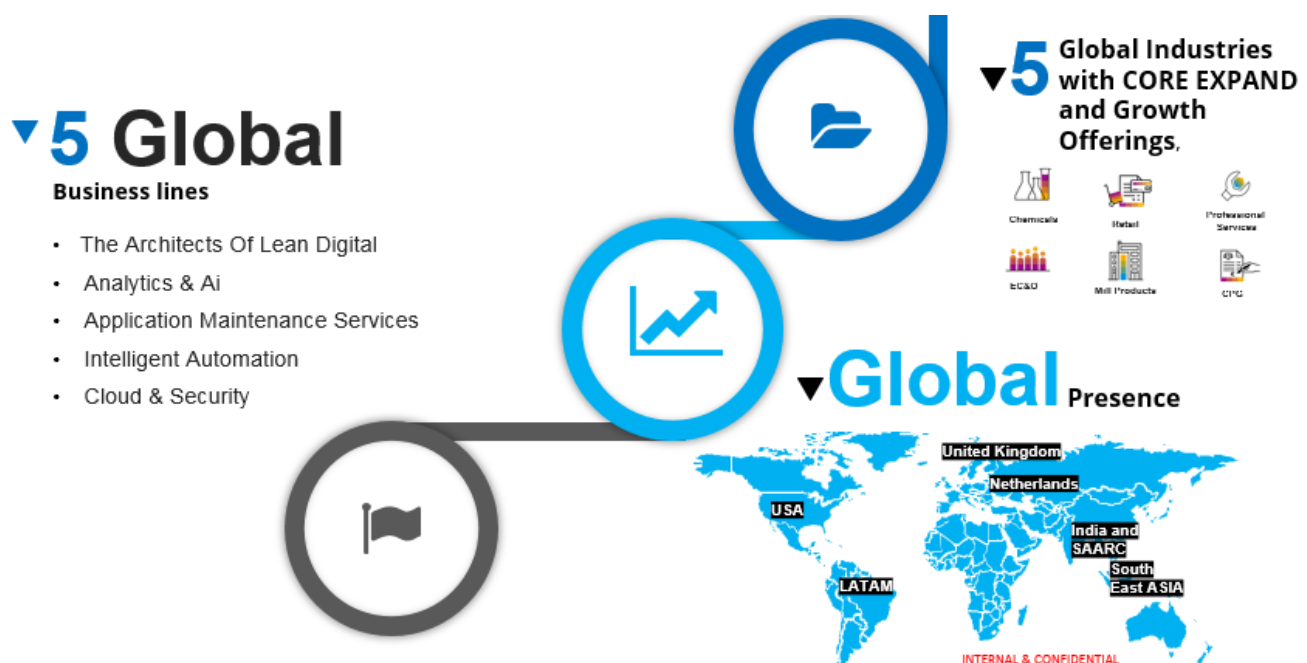 5 Global
Business lines
• The Architects Of Lean Digital
• Analytics & Ai
• Application Maintenance Services
• Intelligent Automation
• Cloud & Security
5 Global Industries
with CORE EXPAND
and Growth
Offerings,
Chemicals
Retail
Professional
Services
EC&O
Mill Products
CPG
Global Presence
United Kingdom
Netherlands
USA
India and
SAARC
South
East ASIA
LATAM
INTERNAL & CONFIDENTIAL